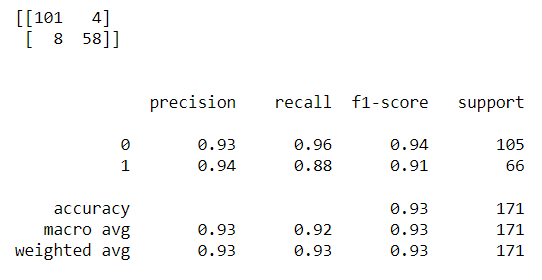 [[101   4]
 [  8  58]]
              precision    recall  f1-score   support
           0       0.93      0.96      0.94       105
           1       0.94      0.88      0.91        66
    accuracy                           0.93       171
   macro avg       0.93      0.92      0.93       171
weighted avg       0.93      0.93      0.93       171